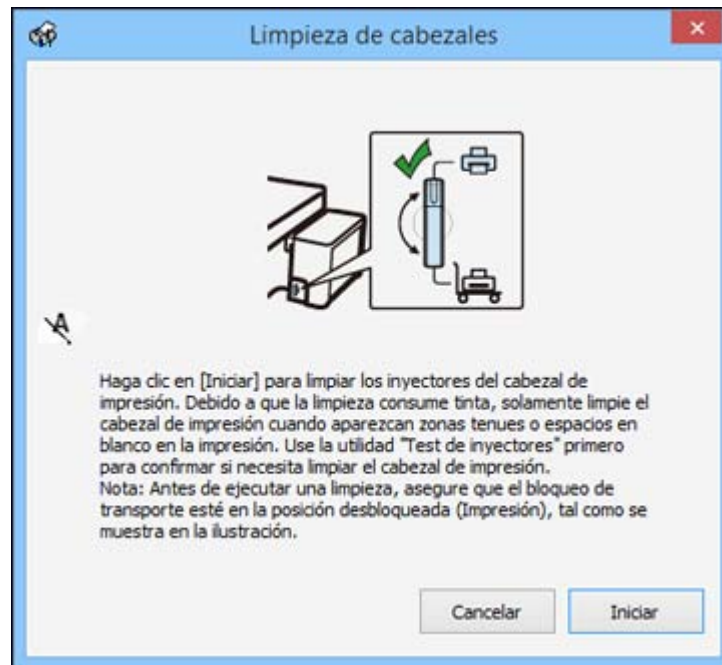 Limpieza de cabezales
Haga clic en [Iniciar] para limpiar los inyectores del cabezal de
impresión. Debido a que la limpieza consume tinta, solamente limpie el
cabezal de impresión cuando aparezcan zonas tenues o espacios en
blanco en la impresión. Use la utilidad "Test de inyectores" primero
para confirmar si necesita limpiar el cabezal de impresión.
Nota: Antes de ejecutar una limpieza, asegure que el bloqueo de
transporte esté en la posición desbloqueada (Impresión), tal como se
muestra en la ilustración.
Cancelar
Iniciar